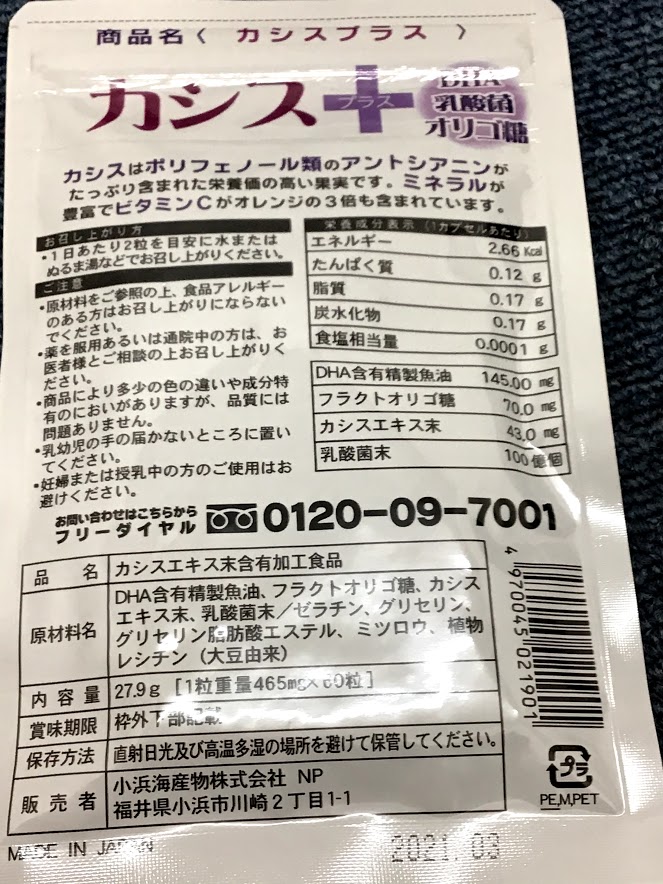 商品名〈 カシスプラス 〉
カシス＋
プラス
DHA
乳酸菌
オリゴ糖
カシスはポリフェノール類のアントシアニンが
たっぷり含まれた栄養価の高い果実です。ミネラルが
豊富でビタミンCがオレンジの3倍も含まれています。
お召し上がり方
・1日あたり2粒を目安に水または
ぬるま湯などでお召し上がりください。
ご注意
・原材料をご参照の上、食品アレルギー
のある方はお召し上がりにならない
でください。
・薬を服用あるいは通院中の方は、お
医者様とご相談の上お召し上がりく
ださい。
・商品により多少の色の違いや成分特
有のにおいがありますが、品質には
問題ありません。
・乳幼児の手の届かないところに置い
てください。
・妊婦または授乳中の方のご使用はお
避けください。
栄養成分表示(1カプセルあたり)
エネルギー 2.66 Kcal
たんぱく質 0.12 g
脂質 0.17 g
炭水化物 0.17 g
食塩相当量 0.0001 g
DHA含有精製魚油 145.00 mg
フラクトオリゴ糖 70.0 mg
カシスエキス末 43.0 mg
乳酸菌末 100億個
お問い合わせはこちらから
フリーダイヤル 0120-09-7001
品名 カシスエキス末含有加工食品
原材料名 DHA含有精製魚油、フラクトオリゴ糖、カシス
エキス末、乳酸菌末／ゼラチン、グリセリン、
グリセリン脂肪酸エステル、ミツロウ、植物
レシチン（大豆由来）
内容量 27.9g [1粒重量465mg×60粒]
賞味期限 枠外下部記載
保存方法 直射日光及び高温多湿の場所を避けて保管してください。
販売者 小浜海産物株式会社 NP
福井県小浜市川崎2丁目1-1
4 970045 021901
プラ
PE,M,PET
MADE IN JAPAN
2021.08